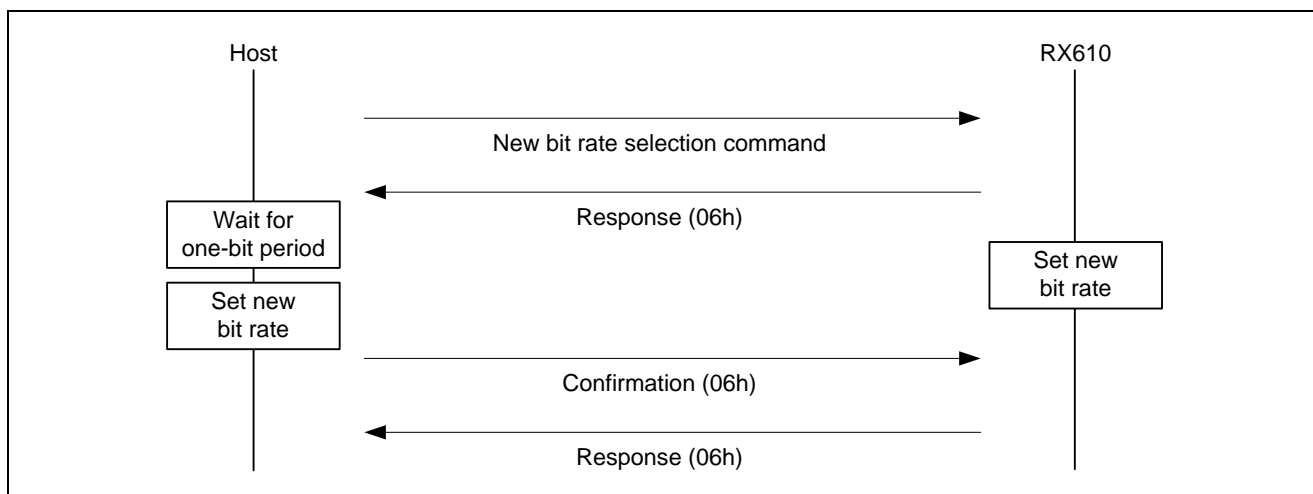 Host
RX610
New bit rate selection command
Response (06h)
Wait for
one-bit period
Set new
bit rate
Set new
bit rate
Confirmation (06h)
Response (06h)